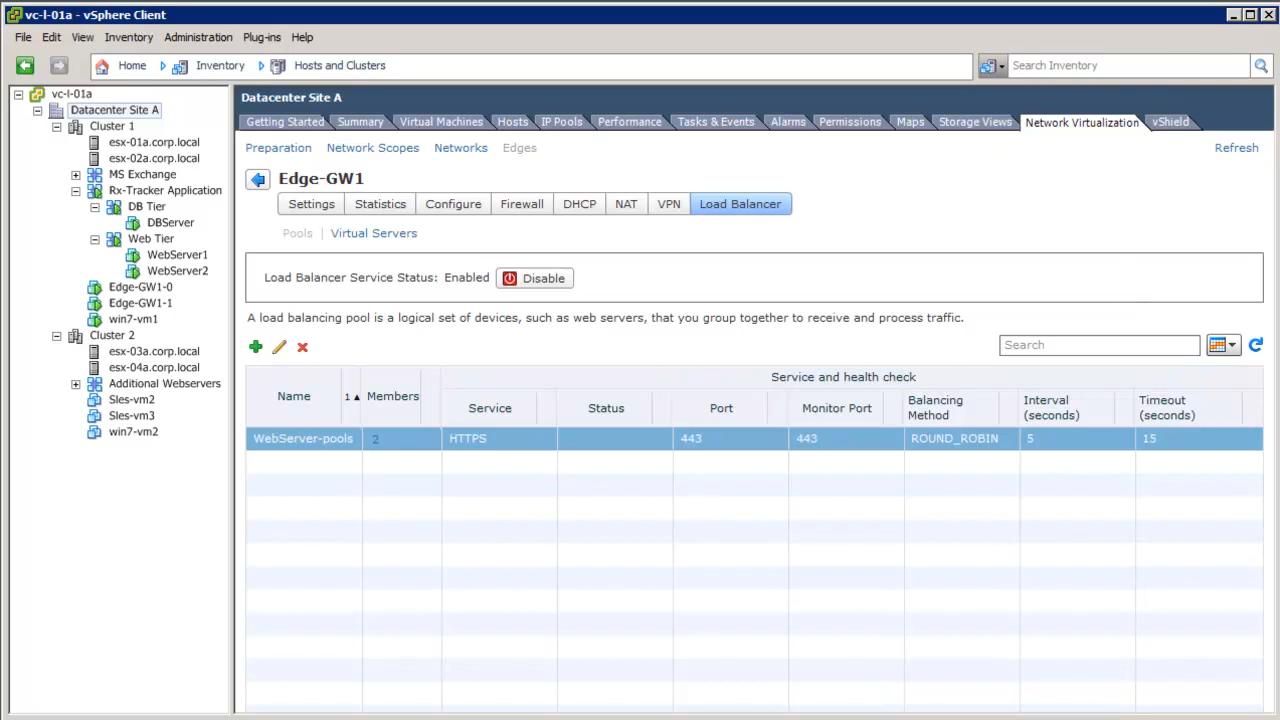 vc-l-01a - vSphere Client
File Edit View Inventory Administration Plug-ins Help
Home Inventory Hosts and Clusters Search Inventory
vc-l-01a
Datacenter Site A
Cluster 1
esx-01a.corp.local
esx-02a.corp.local
MS Exchange
Rx-Tracker Application
DB Tier
DBServer
Web Tier
WebServer1
WebServer2
Edge-GW1-0
Edge-GW1-1
win7-vm1
Cluster 2
esx-03a.corp.local
esx-04a.corp.local
Additional Webservers
Sles-vm2
Sles-vm3
win7-vm2
Datacenter Site A
Getting Started Summary Virtual Machines Hosts IP Pools Performance Tasks & Events Alarms Permissions Maps Storage Views Network Virtualization vShield
Preparation Network Scopes Networks Edges Refresh
Edge-GW1
Settings Statistics Configure Firewall DHCP NAT VPN Load Balancer
Pools | Virtual Servers
Load Balancer Service Status: Enabled Disable
A load balancing pool is a logical set of devices, such as web servers, that you group together to receive and process traffic.
Search
Service and health check
Name 1 ▲ Members Service Status Port Monitor Port Balancing Method Interval (seconds) Timeout (seconds)
WebServer-pools 2 HTTPS 443 443 ROUND_ROBIN 5 15